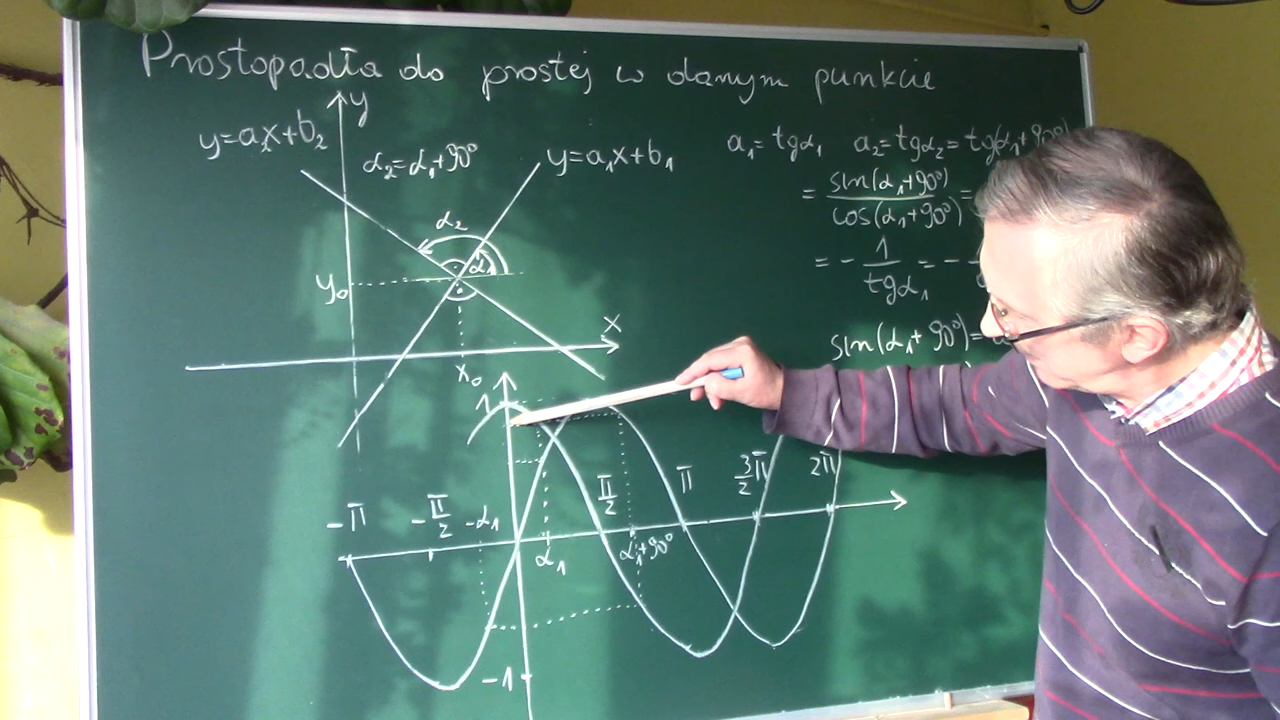 Prostopadła do prostej w danym punkcie
y
y=a₂x+b₂
α₂=α₁+90°
y=a₁x+b₁
a₁=tgα₁ a₂=tgα₂=tg(α₁+90°)
= sin(α₁+90°)/cos(α₁+90°) =
= - 1/tgα₁ = -
sin(α₁+90°)=
α₂
α₁
y₀
x
x₀
1
-π
-π/2
-α₁
α₁
π/2
α₁+90°
π
3/2π
2π
-1